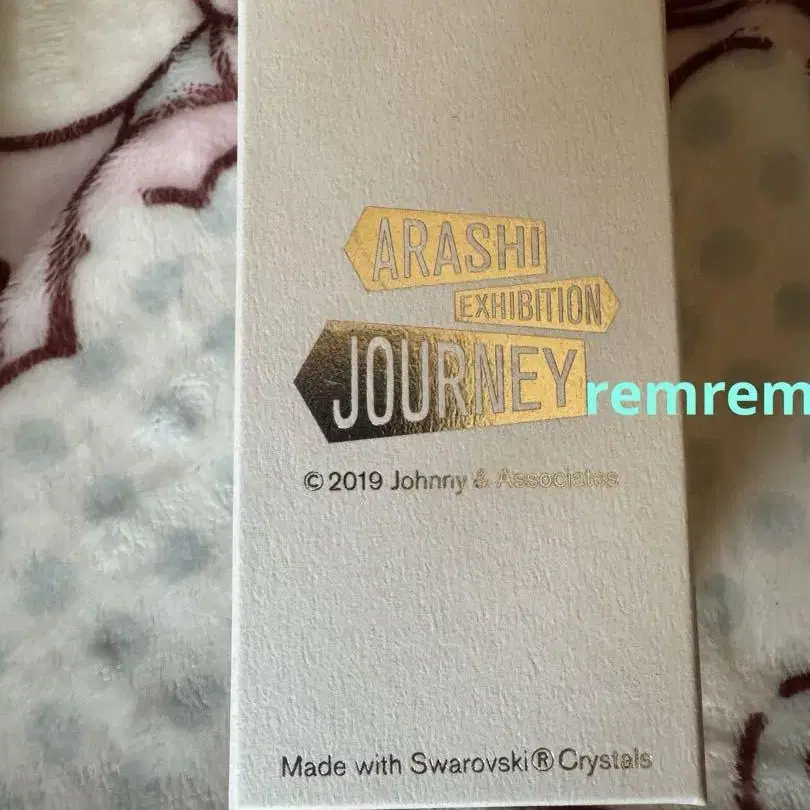 ARASHI
EXHIBITION
JOURNEY
remrem
©2019 Johnny & Associates
Made with Swarovski® Crystals